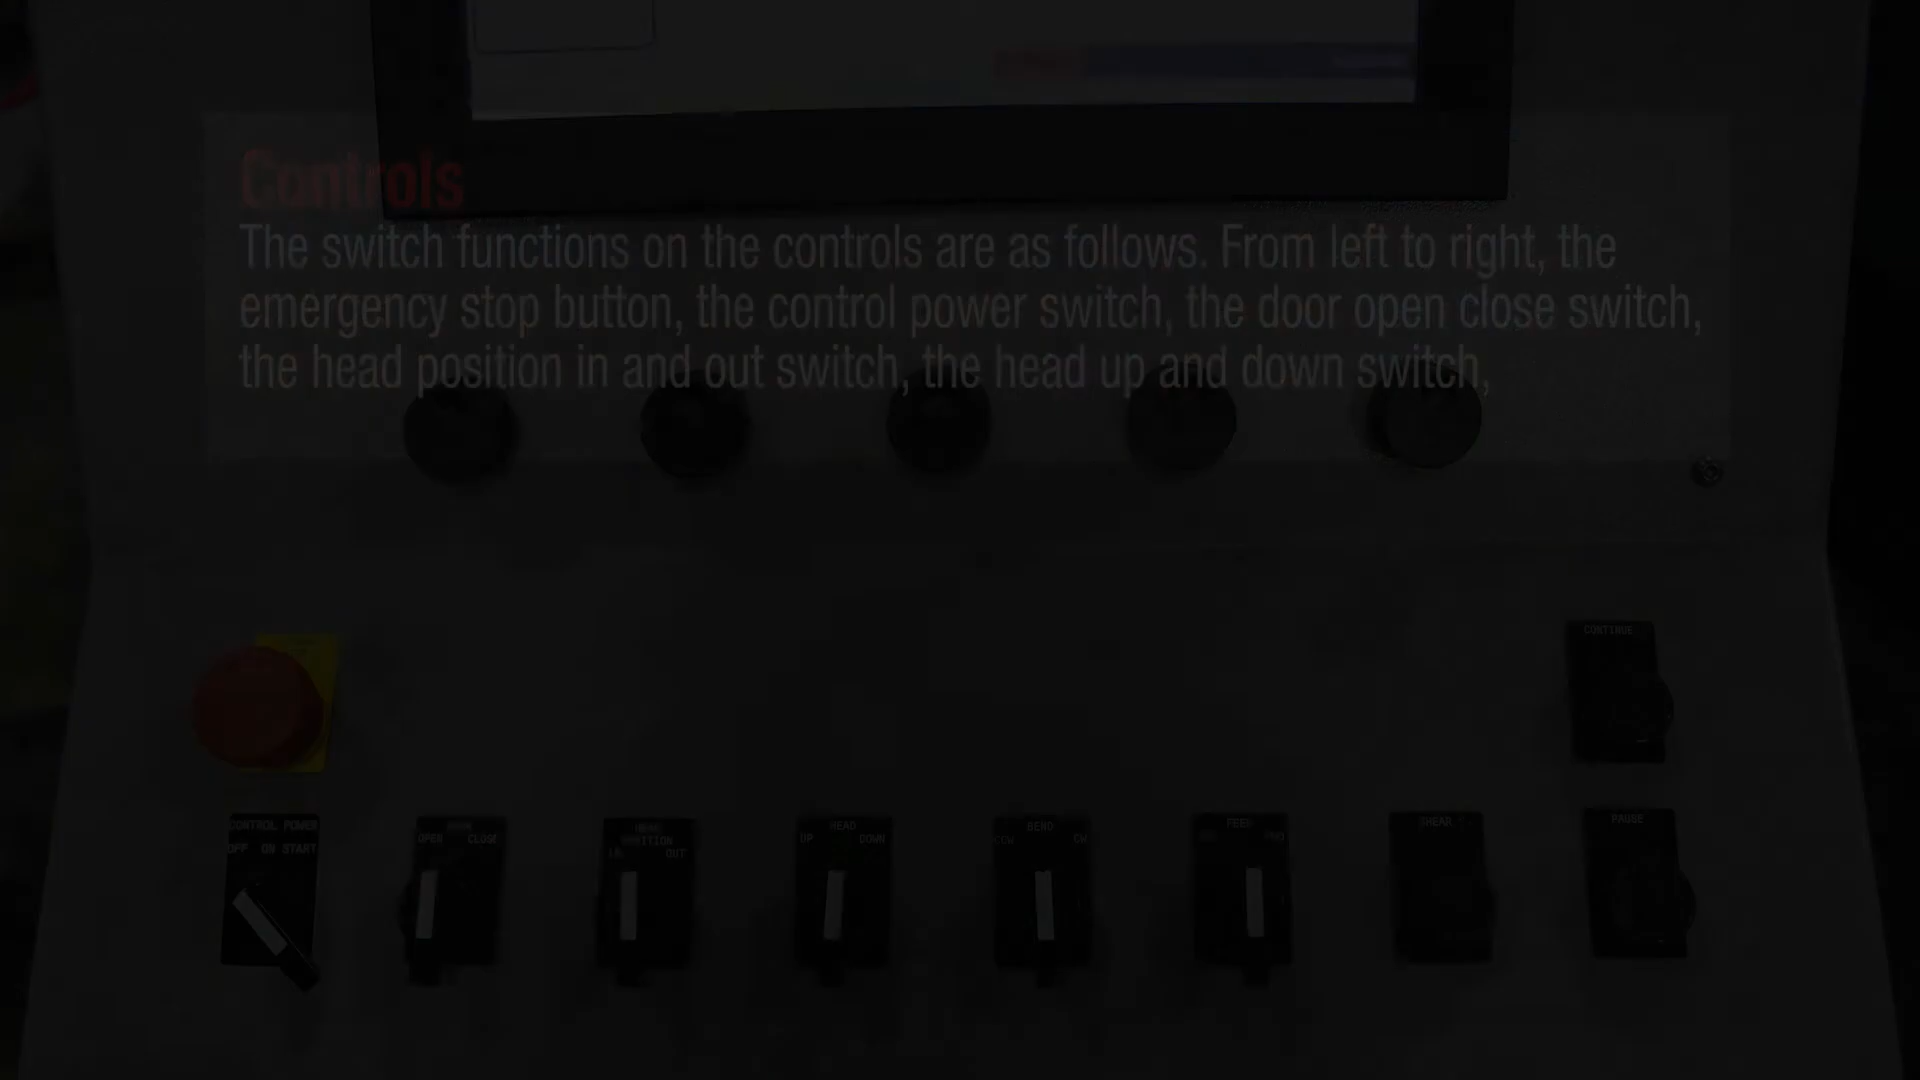 Controls
The switch functions on the controls are as follows. From left to right, the
emergency stop button, the control power switch, the door open close switch,
the head position in and out switch, the head up and down switch,
CONTINUE
CONTROL POWER
OFF ON START
OPEN CLOSE
OUT
HEAD
UP DOWN
BEND
CCW CW
FEED
SHEAR
PAUSE